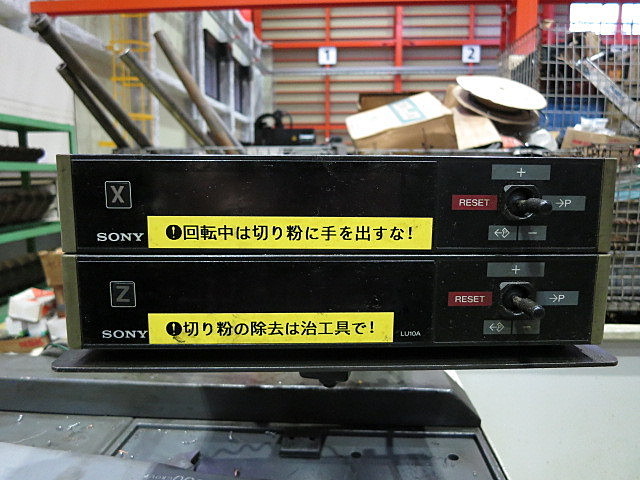 1
2
X
+
RESET
→P
SONY
❗回転中は切り粉に手を出すな！
−
Z
+
RESET
→P
SONY
❗切り粉の除去は治工具で！
LU10A
−